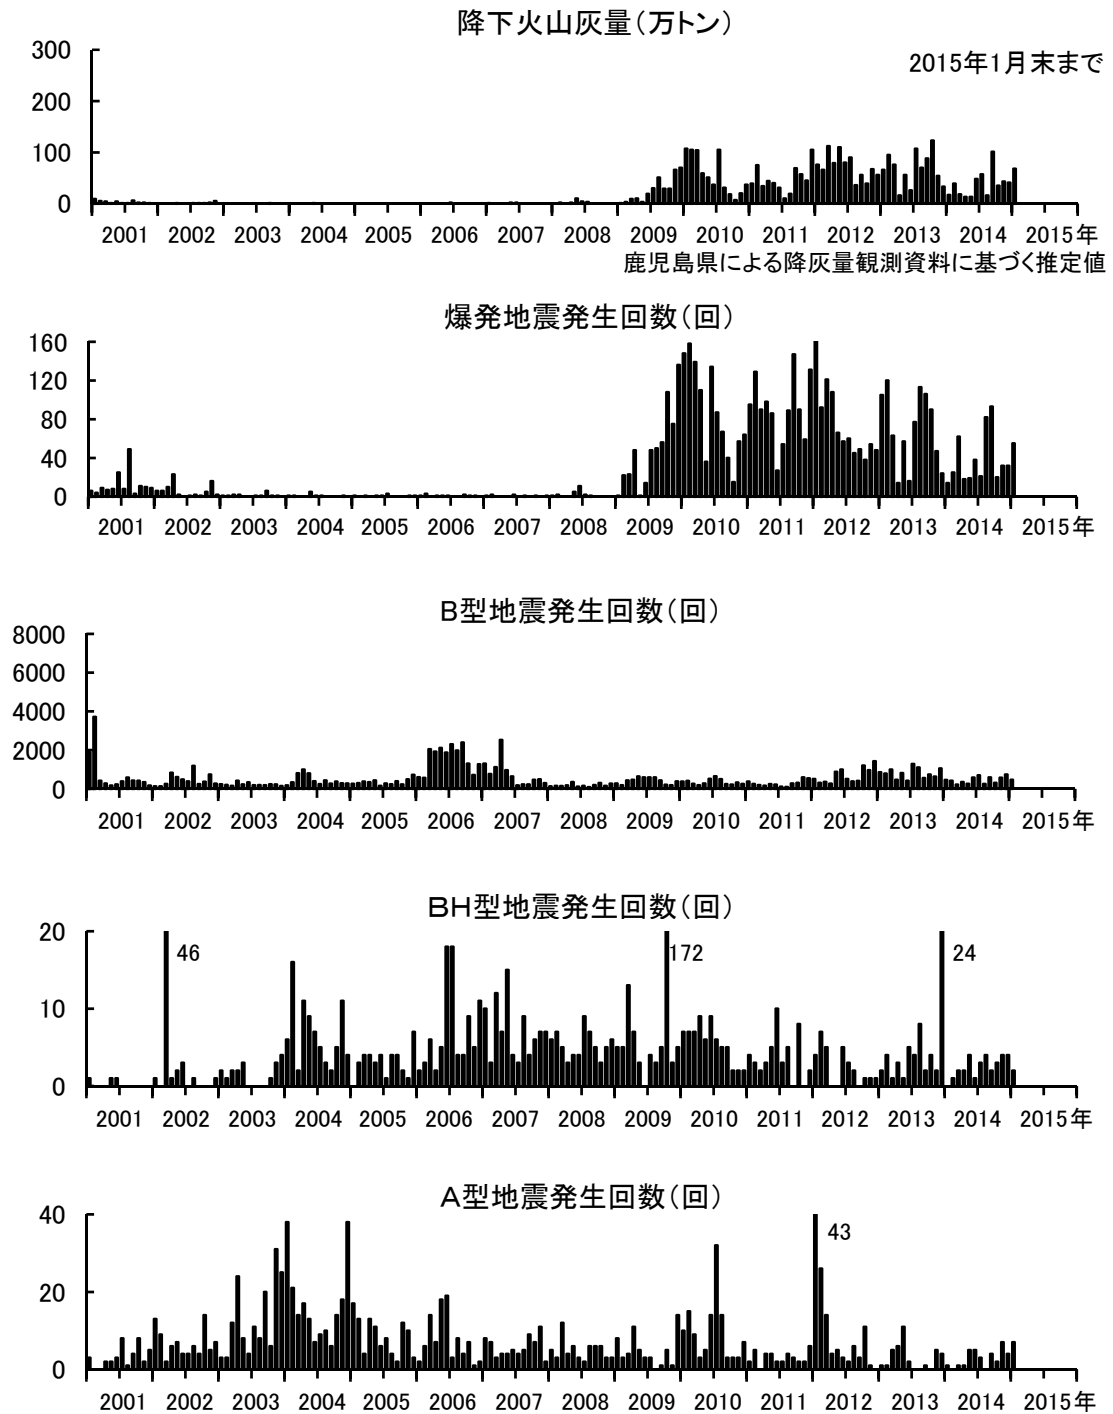 降下火山灰量(万トン)
300
2015年1月末まで
200
100
0
2001 2002 2003 2004 2005 2006 2007 2008 2009 2010 2011 2012 2013 2014 2015年
鹿児島県による降灰量観測資料に基づく推定値
爆発地震発生回数(回)
160
120
80
40
0
2001 2002 2003 2004 2005 2006 2007 2008 2009 2010 2011 2012 2013 2014 2015年
B型地震発生回数(回)
8000
6000
4000
2000
0
2001 2002 2003 2004 2005 2006 2007 2008 2009 2010 2011 2012 2013 2014 2015年
BH型地震発生回数(回)
20
46 172 24
10
0
2001 2002 2003 2004 2005 2006 2007 2008 2009 2010 2011 2012 2013 2014 2015年
A型地震発生回数(回)
40
43
20
0
2001 2002 2003 2004 2005 2006 2007 2008 2009 2010 2011 2012 2013 2014 2015年